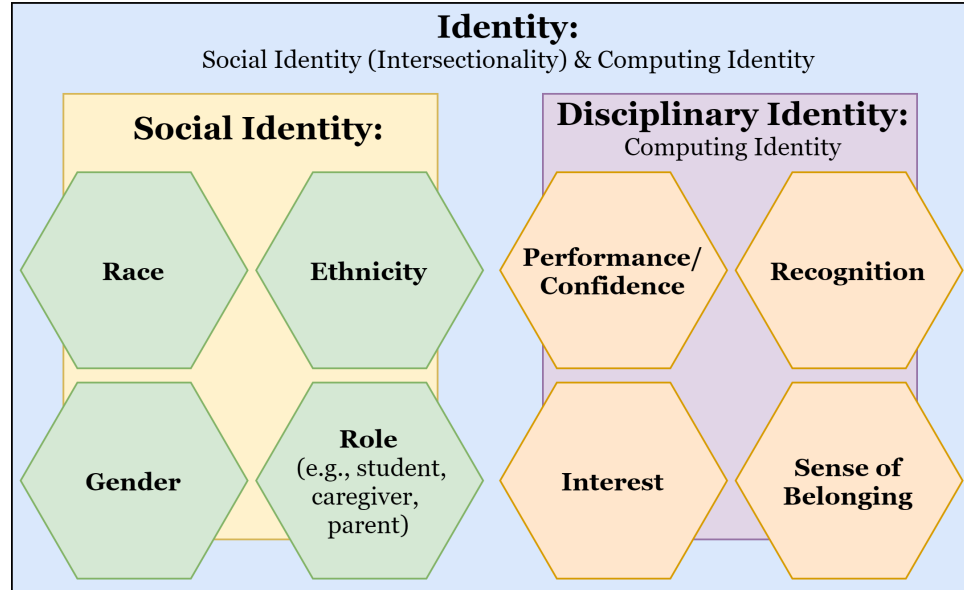 Identity:
Social Identity (Intersectionality) & Computing Identity
Social Identity:
Race
Ethnicity
Gender
Role
(e.g., student,
caregiver,
parent)
Disciplinary Identity:
Computing Identity
Performance/
Confidence
Recognition
Interest
Sense of
Belonging